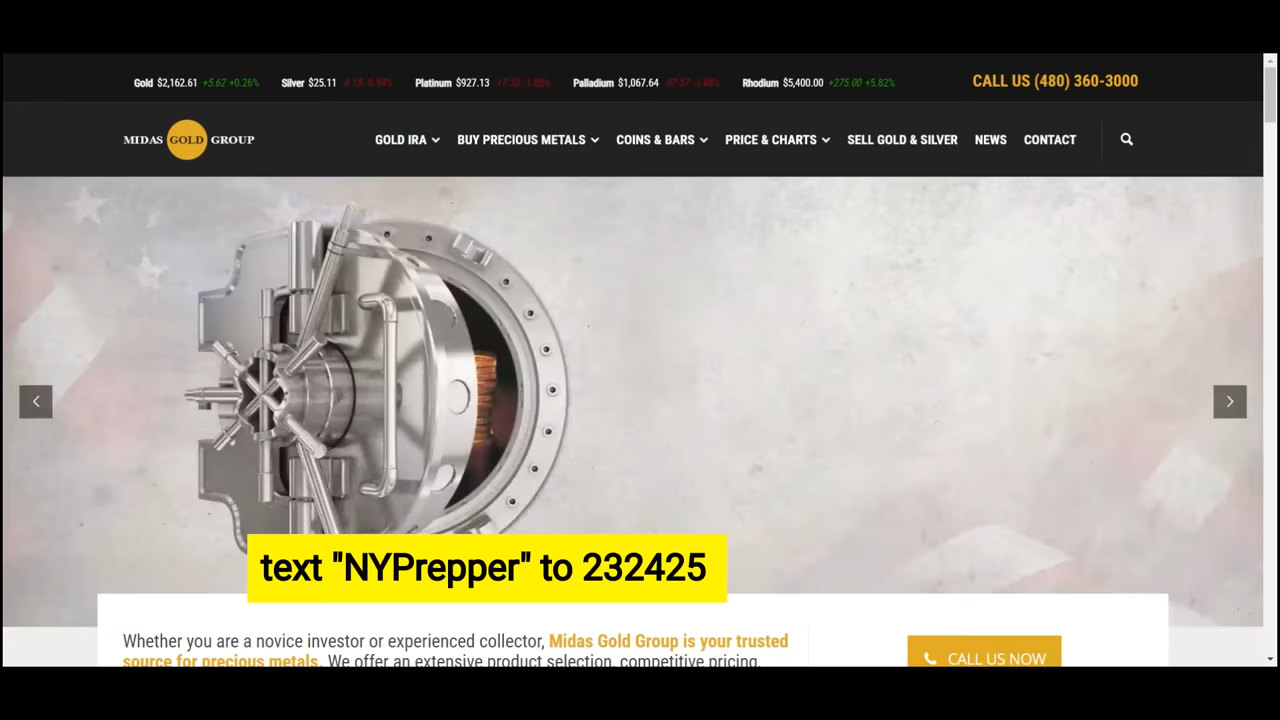 Gold $2,162.61 +5.62 +0.26% Silver $25.11 -0.15 -0.59% Platinum $927.13 -17.33 -1.85% Palladium $1,067.64 -37.57 -3.48% Rhodium $5,400.00 +275.00 +5.82% CALL US (480) 360-3000
MIDAS GOLD GROUP GOLD IRA BUY PRECIOUS METALS COINS & BARS PRICE & CHARTS SELL GOLD & SILVER NEWS CONTACT
text "NYPrepper" to 232425
Whether you are a novice investor or experienced collector, Midas Gold Group is your trusted
source for precious metals. We offer an extensive product selection, competitive pricing,
CALL US NOW